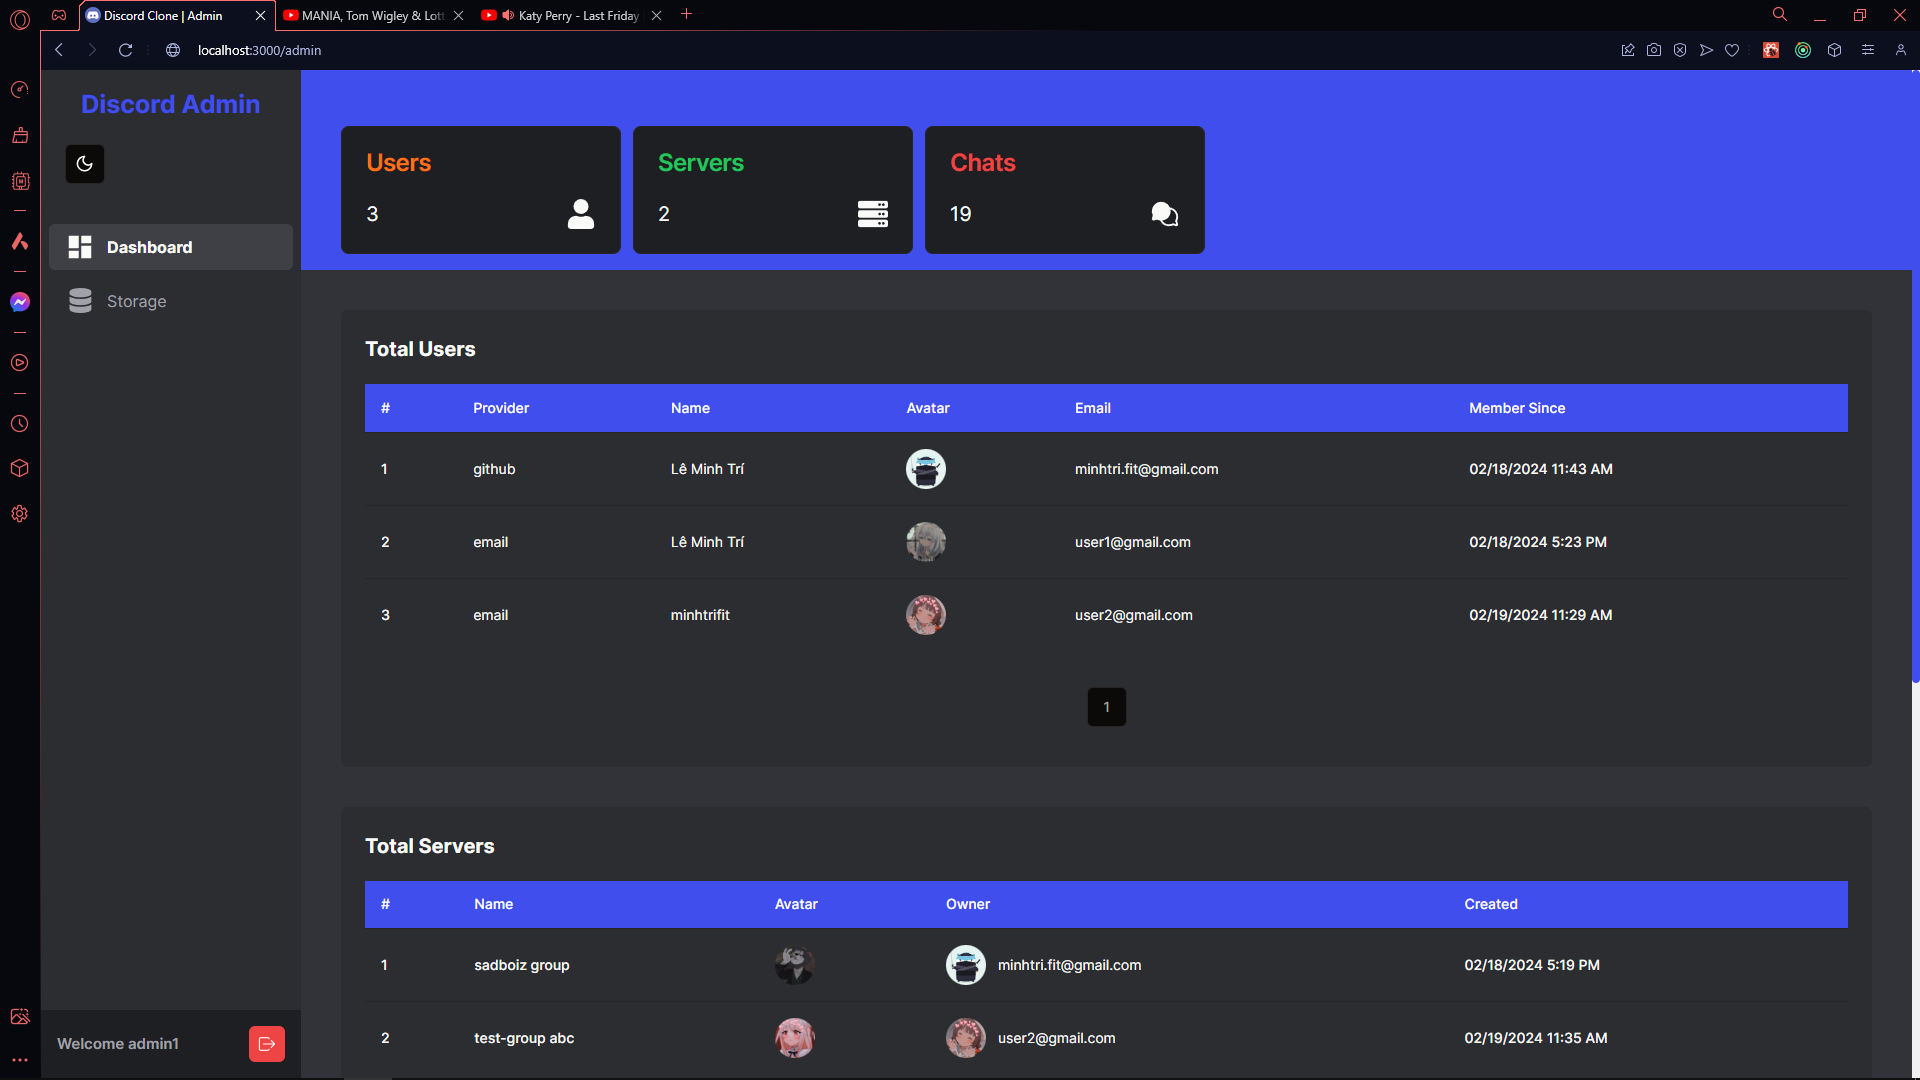 Discord Clone | Admin
MANIA, Tom Wigley & Lott
Katy Perry - Last Friday
localhost:3000/admin
Discord Admin
Dashboard
Storage
Welcome admin1
Users
3
Servers
2
Chats
19
Total Users
# Provider Name Avatar Email Member Since
1 github Lê Minh Trí minhtri.fit@gmail.com 02/18/2024 11:43 AM
2 email Lê Minh Trí user1@gmail.com 02/18/2024 5:23 PM
3 email minhtrifit user2@gmail.com 02/19/2024 11:29 AM
1
Total Servers
# Name Avatar Owner Created
1 sadboiz group minhtri.fit@gmail.com 02/18/2024 5:19 PM
2 test-group abc user2@gmail.com 02/19/2024 11:35 AM